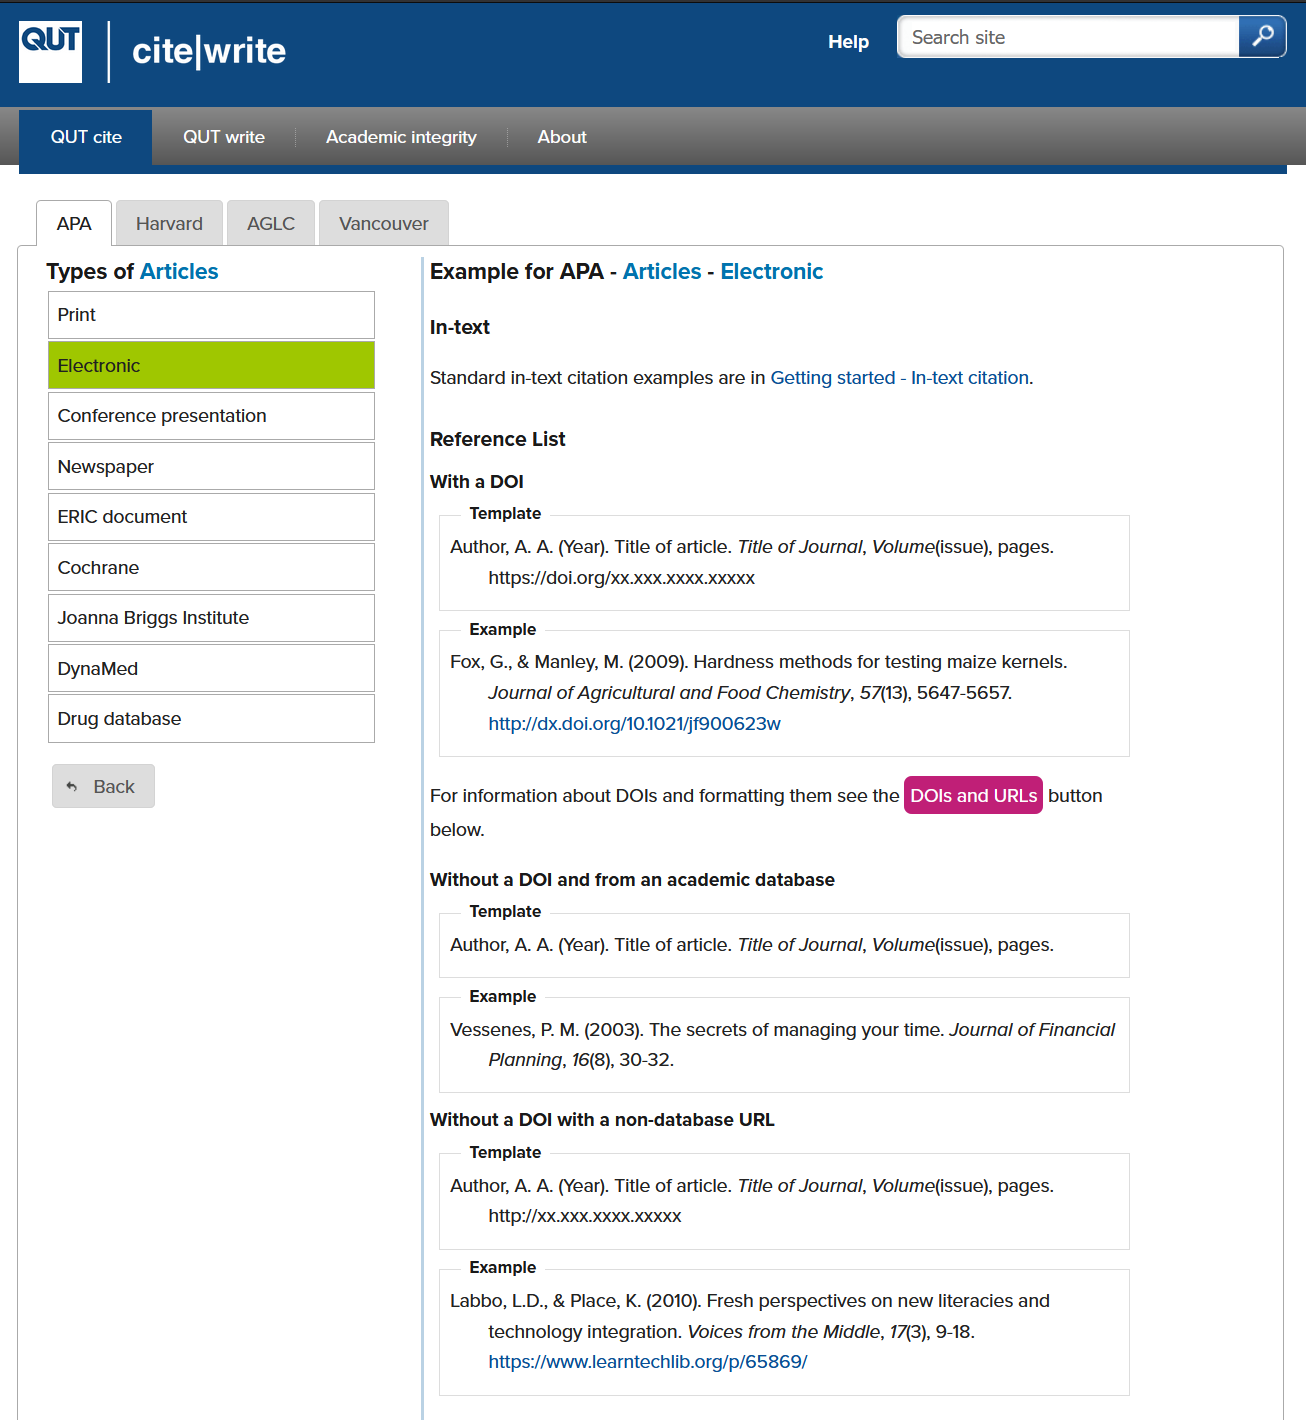 QUT
cite|write
Help
Search site
QUT cite
QUT write
Academic integrity
About
APA
Harvard
AGLC
Vancouver
Types of Articles
Print
Electronic
Conference presentation
Newspaper
ERIC document
Cochrane
Joanna Briggs Institute
DynaMed
Drug database
Back
Example for APA - Articles - Electronic
In-text
Standard in-text citation examples are in Getting started - In-text citation.
Reference List
With a DOI
Template
Author, A. A. (Year). Title of article. Title of Journal, Volume(issue), pages.
https://doi.org/xx.xxx.xxxx.xxxxx
Example
Fox, G., & Manley, M. (2009). Hardness methods for testing maize kernels.
Journal of Agricultural and Food Chemistry, 57(13), 5647-5657.
http://dx.doi.org/10.1021/jf900623w
For information about DOIs and formatting them see the DOIs and URLs button
below.
Without a DOI and from an academic database
Template
Author, A. A. (Year). Title of article. Title of Journal, Volume(issue), pages.
Example
Vessenes, P. M. (2003). The secrets of managing your time. Journal of Financial
Planning, 16(8), 30-32.
Without a DOI with a non-database URL
Template
Author, A. A. (Year). Title of article. Title of Journal, Volume(issue), pages.
http://xx.xxx.xxxx.xxxxx
Example
Labbo, L.D., & Place, K. (2010). Fresh perspectives on new literacies and
technology integration. Voices from the Middle, 17(3), 9-18.
https://www.learntechlib.org/p/65869/